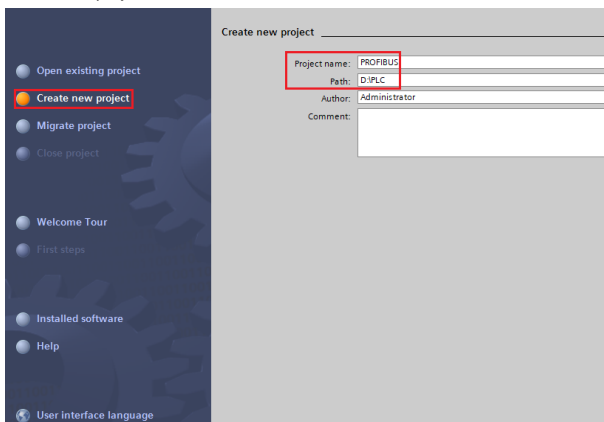 Create new project
Project name: PROFIBUS
Path: D:\PLC
Author: Administrator
Comment:
Open existing project
Create new project
Migrate project
Close project
Welcome Tour
First steps
Installed software
Help
User interface language